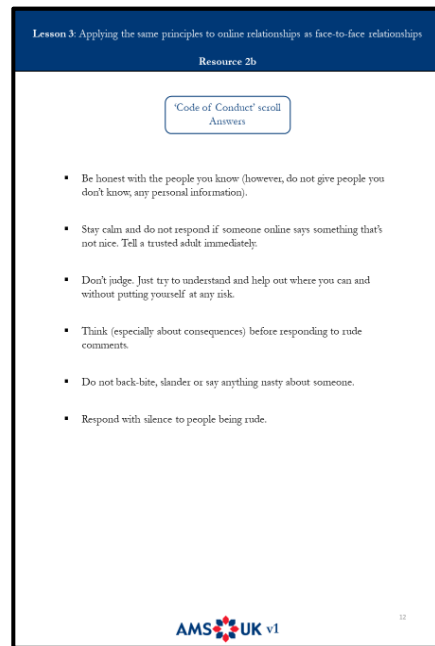 Lesson 3: Applying the same principles to online relationships as face-to-face relationships
Resource 2b
'Code of Conduct' scroll
Answers
▪ Be honest with the people you know (however, do not give people you
don't know, any personal information).
▪ Stay calm and do not respond if someone online says something that's
not nice. Tell a trusted adult immediately.
▪ Don't judge. Just try to understand and help out where you can and
without putting yourself at any risk.
▪ Think (especially about consequences) before responding to rude
comments.
▪ Do not back-bite, slander or say anything nasty about someone.
▪ Respond with silence to people being rude.
12
AMS UK v1